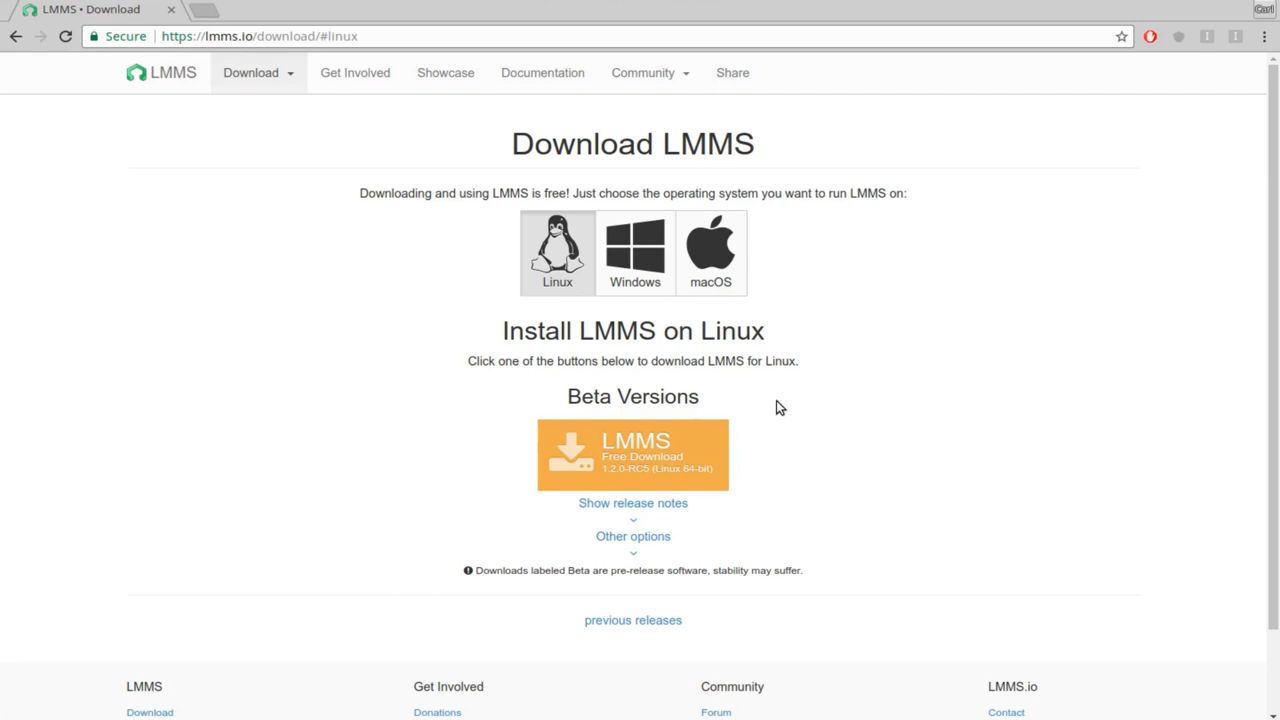 LMMS • Download
Carl
Secure
https://lmms.io/download/#linux
LMMS
Download
Get Involved
Showcase
Documentation
Community
Share
Download LMMS
Downloading and using LMMS is free! Just choose the operating system you want to run LMMS on:
Linux
Windows
macOS
Install LMMS on Linux
Click one of the buttons below to download LMMS for Linux.
Beta Versions
LMMS
Free Download
1.2.0-RC5 (Linux 64-bit)
Show release notes
Other options
Downloads labeled Beta are pre-release software, stability may suffer.
previous releases
LMMS
Get Involved
Community
LMMS.io
Download
Donations
Forum
Contact